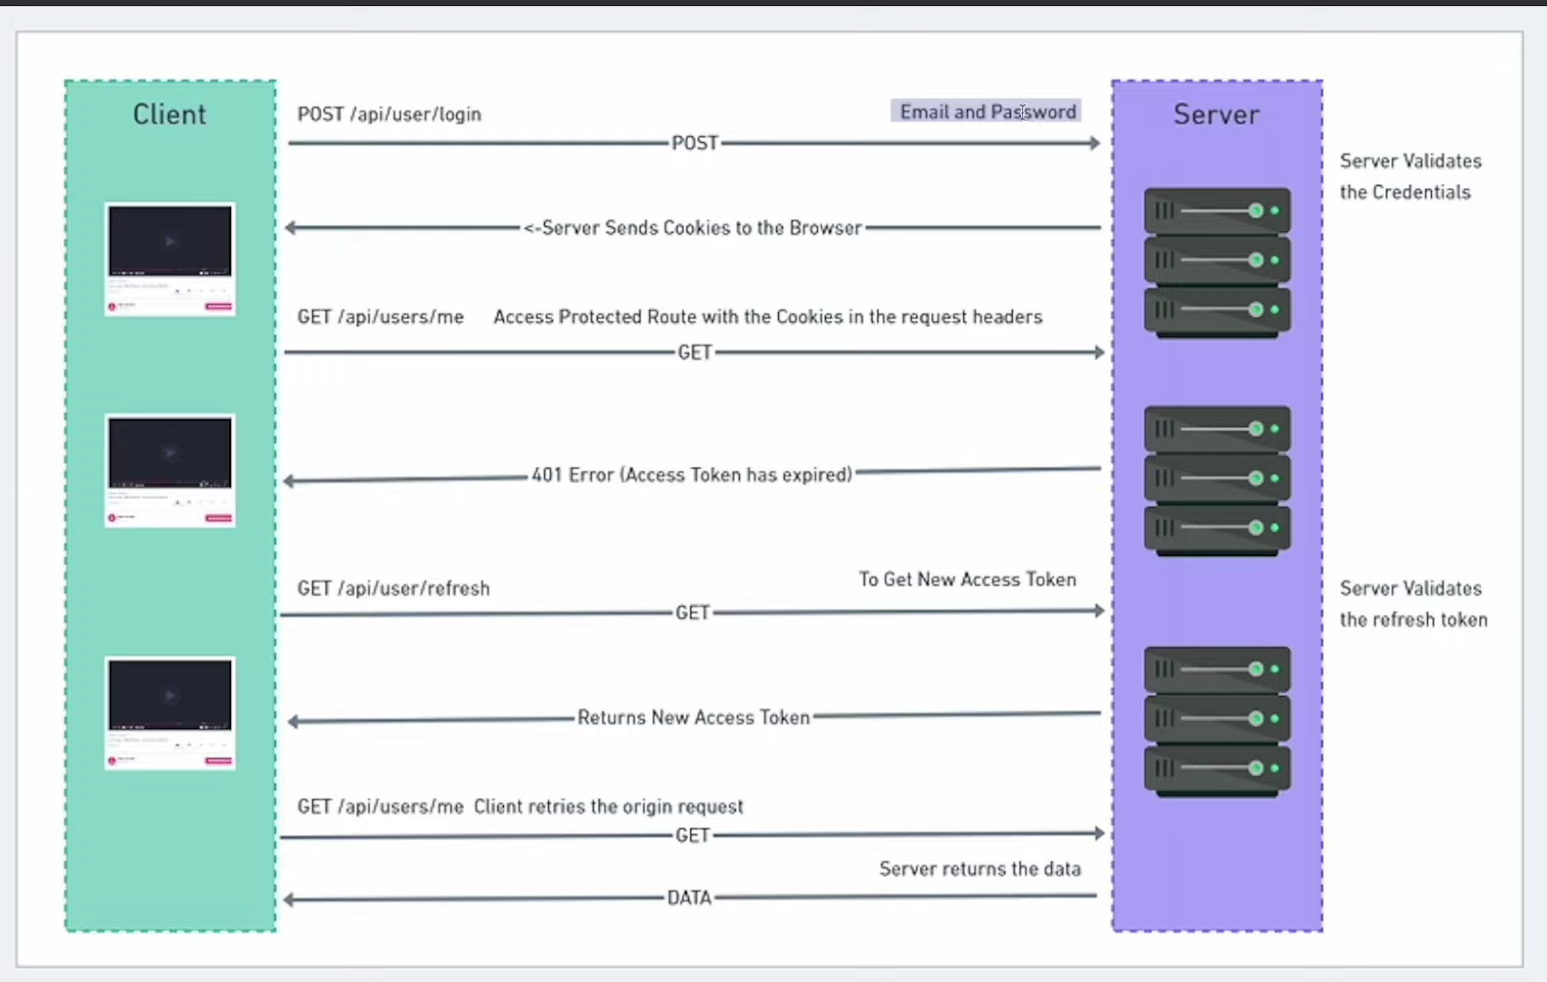 Client
POST /api/user/login
Email and Password
Server
POST
Server Validates
the Credentials
<-Server Sends Cookies to the Browser
GET /api/users/me
Access Protected Route with the Cookies in the request headers
GET
401 Error (Access Token has expired)
GET /api/user/refresh
To Get New Access Token
GET
Server Validates
the refresh token
Returns New Access Token
GET /api/users/me Client retries the origin request
GET
Server returns the data
DATA